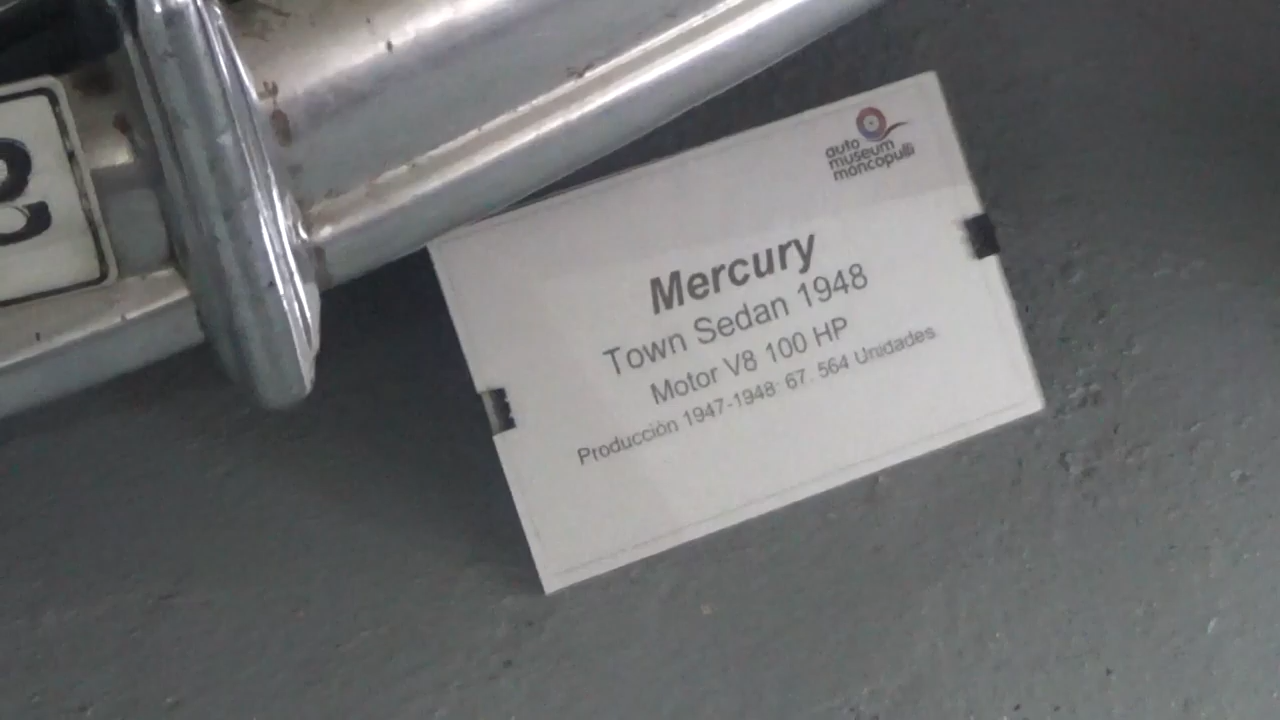 auto
museum
moncopulli
Mercury
Town Sedan 1948
Motor V8 100 HP
Producción 1947-1948: 67. 564 Unidades